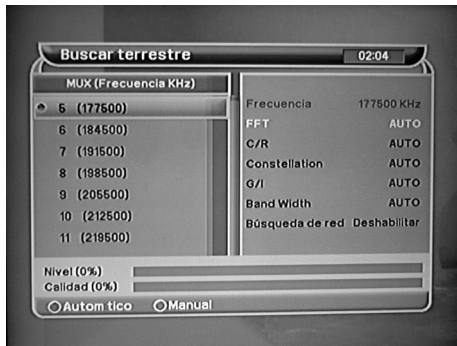 Buscar terrestre 02:04
MUX (Frecuencia KHz)
5 (177500)
6 (184500)
7 (191500)
8 (198500)
9 (205500)
10 (212500)
11 (219500)
Frecuencia 177500 KHz
FFT AUTO
C/R AUTO
Constellation AUTO
G/I AUTO
Band Width AUTO
Búsqueda de red Deshabilitar
Nivel (0%)
Calidad (0%)
Autom tico Manual